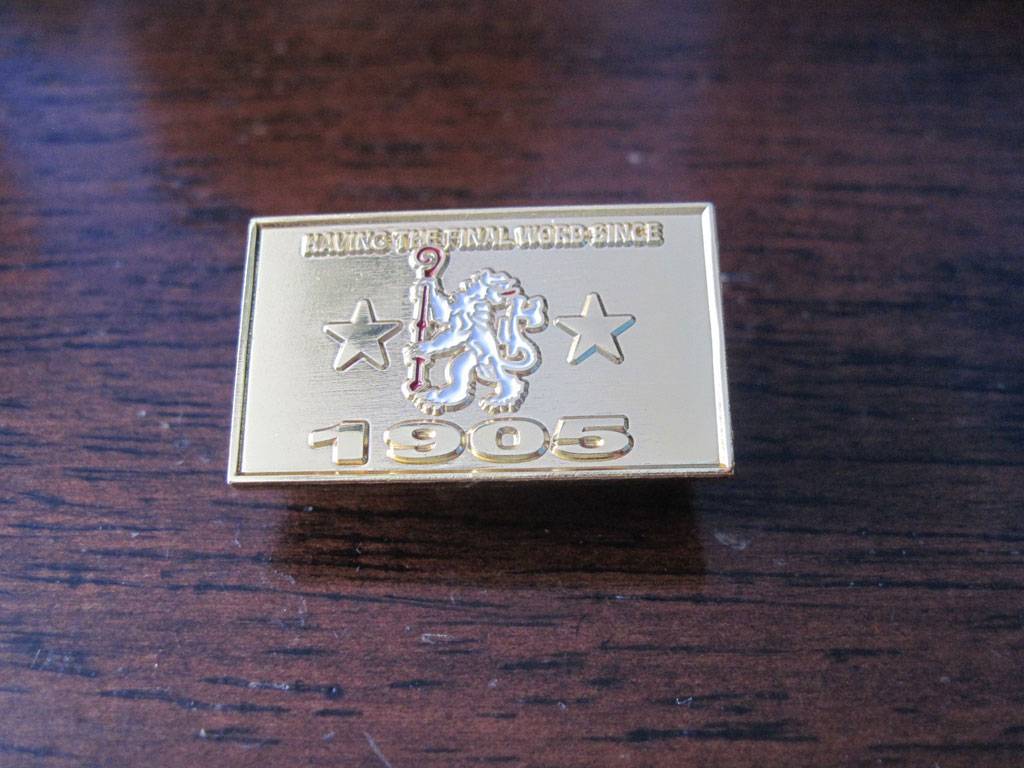 HAVING THE FINAL WORD SINCE
1905